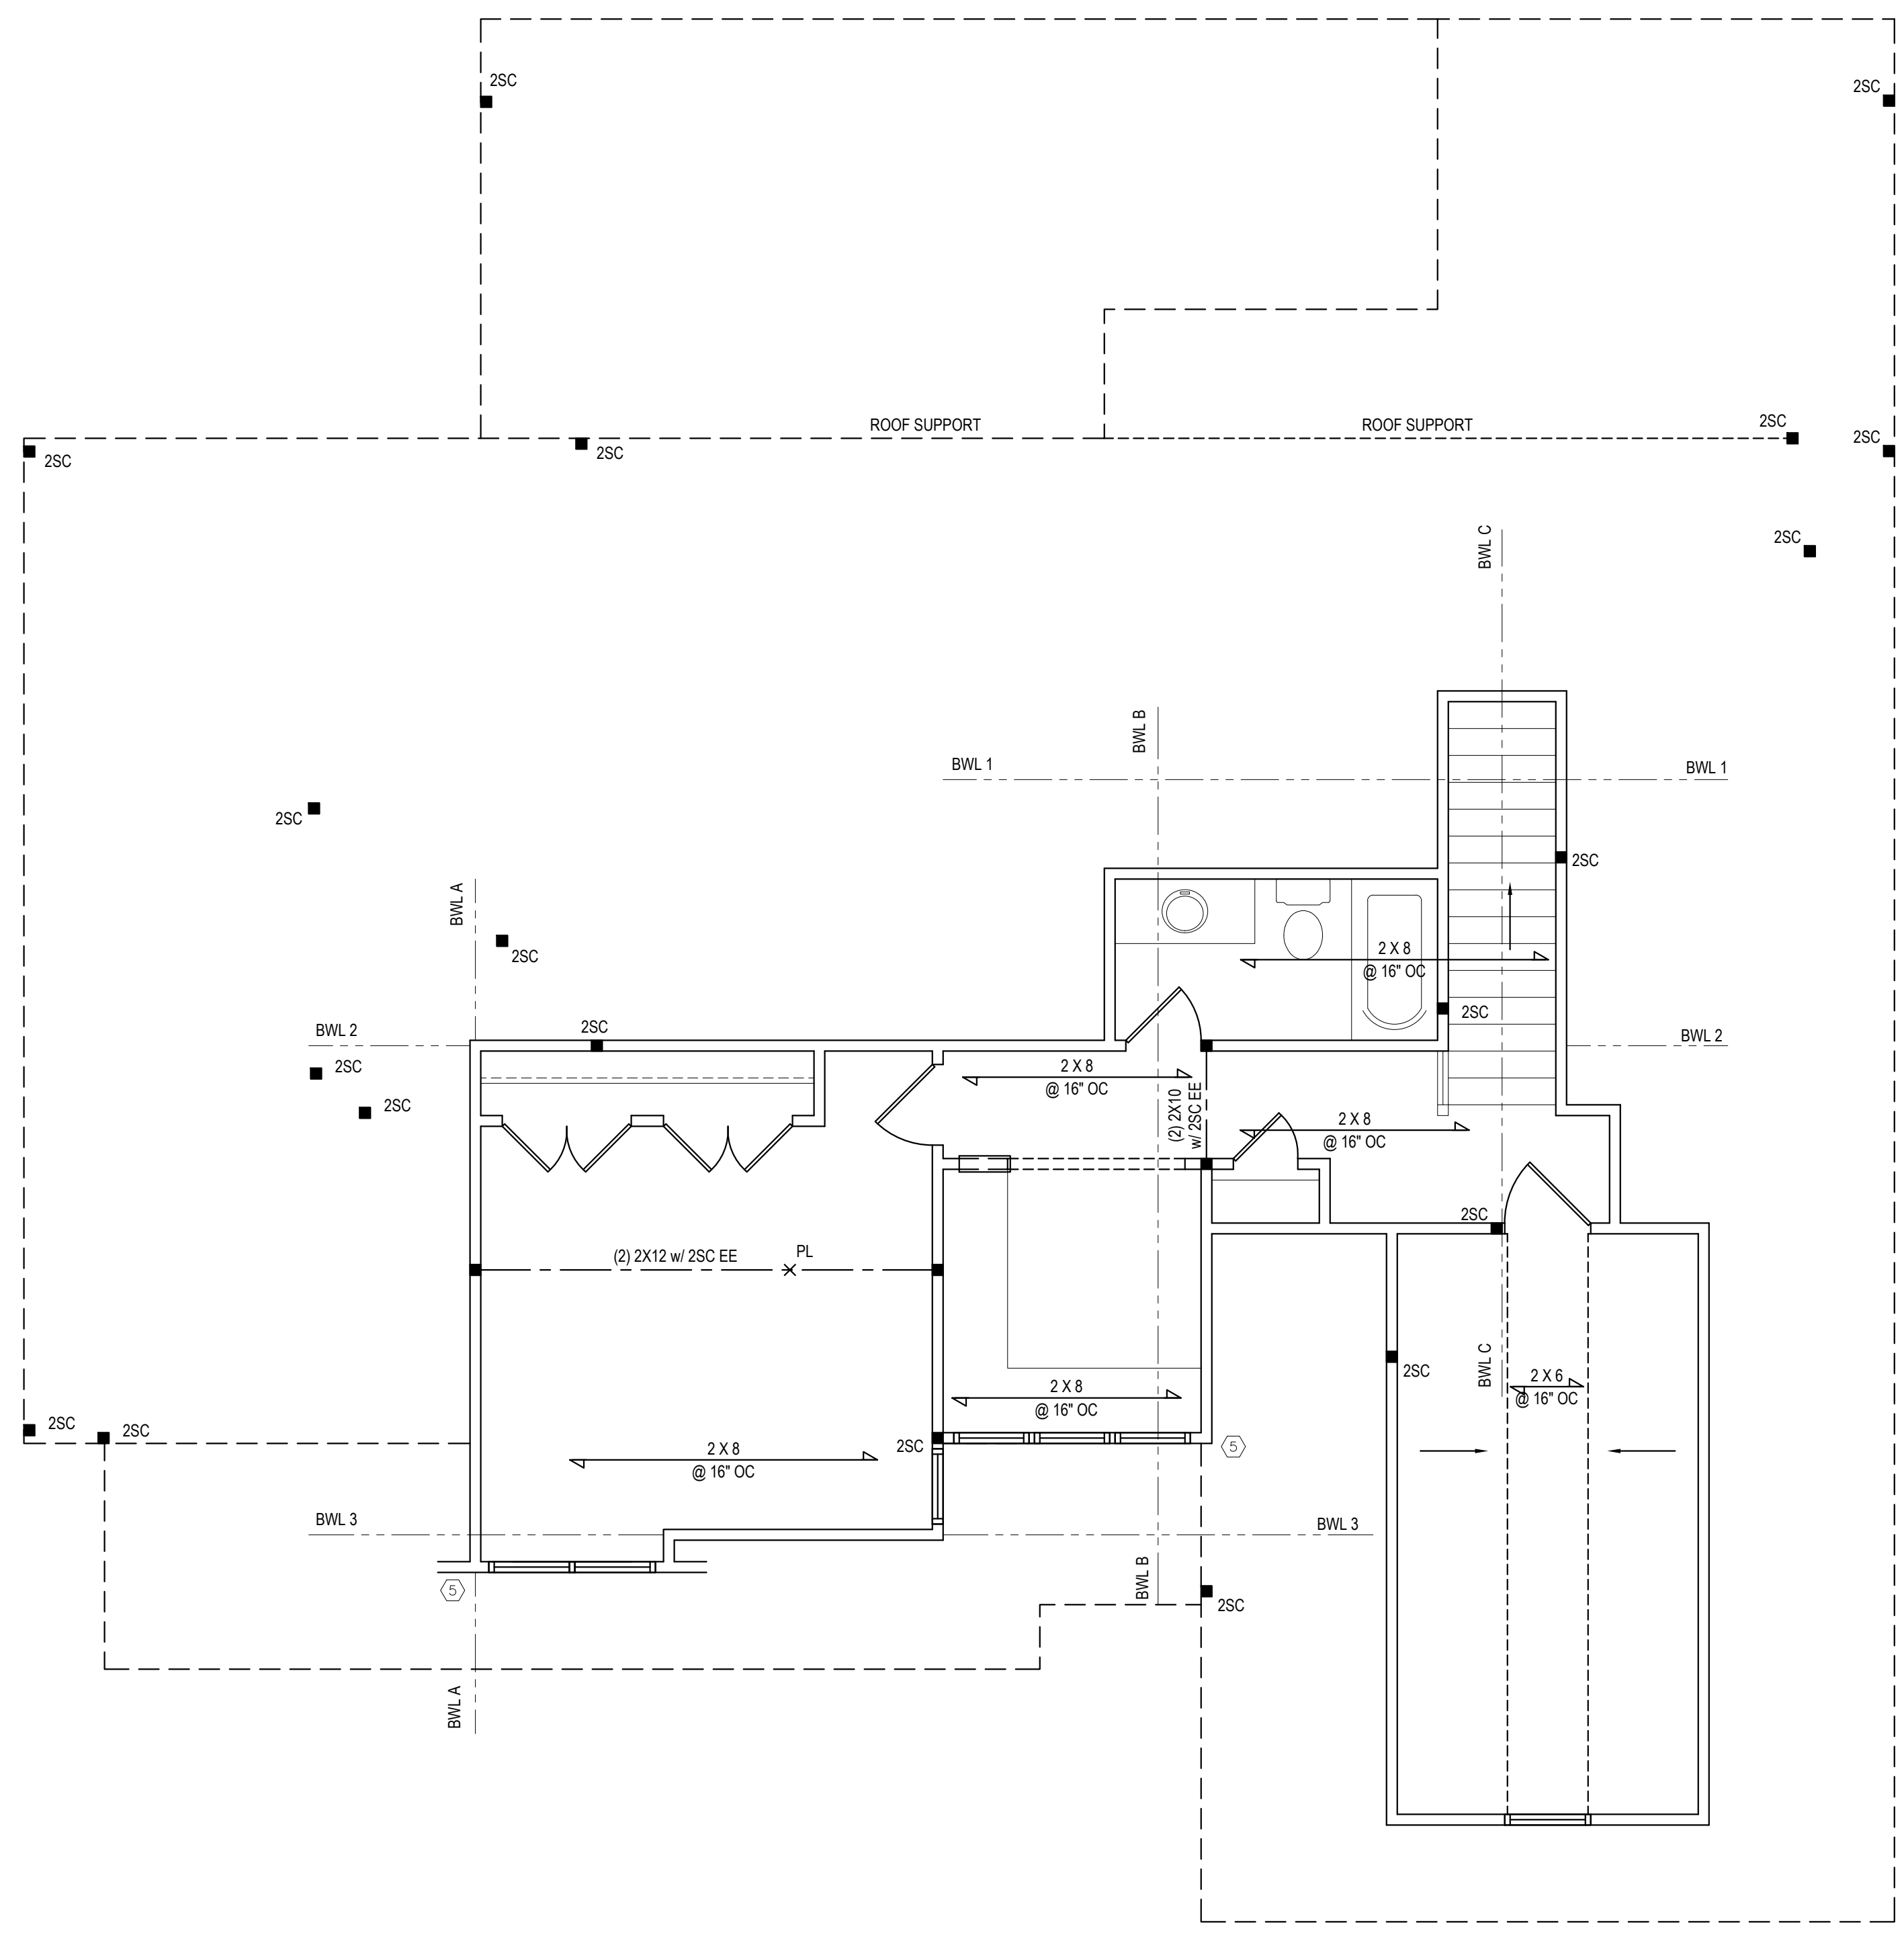 2SC
2SC
ROOF SUPPORT
ROOF SUPPORT
2SC
2SC
2SC
2SC
2SC
BWL C
BWL B
BWL 1
BWL 1
2SC
2SC
BWL A
2SC
2 X 8
@ 16" OC
2SC
2SC
BWL 2
BWL 2
2SC
2SC
2 X 8
@ 16" OC
(2) 2X10
w/ 2SC EE
2 X 8
@ 16" OC
2SC
(2) 2X12 w/ 2SC EE
PL
BWL C
2SC
2 X 6
@ 16" OC
2 X 8
@ 16" OC
2SC
2SC
2SC
5
2 X 8
@ 16" OC
BWL 3
BWL 3
BWL B
5
2SC
BWL A